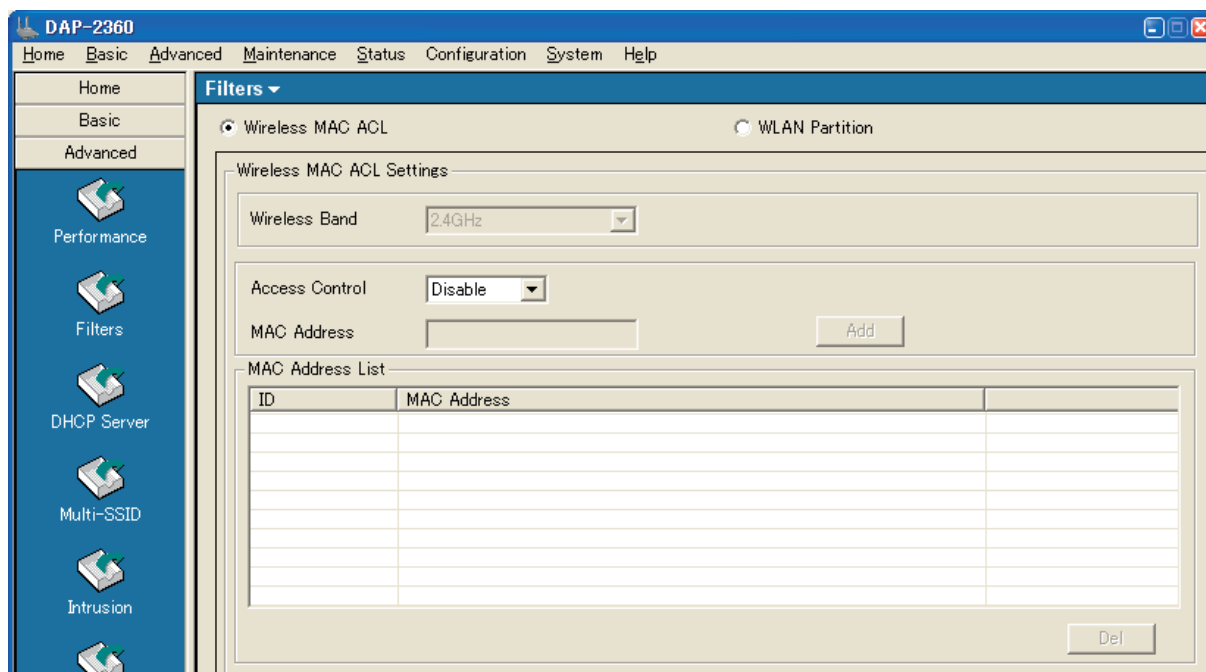 DAP-2360
Home Basic Advanced Maintenance Status Configuration System Help
Home
Basic
Advanced
Performance
Filters
DHCP Server
Multi-SSID
Intrusion
Filters
Wireless MAC ACL WLAN Partition
Wireless MAC ACL Settings
Wireless Band 2.4GHz
Access Control Disable
MAC Address Add
MAC Address List
ID MAC Address
Del